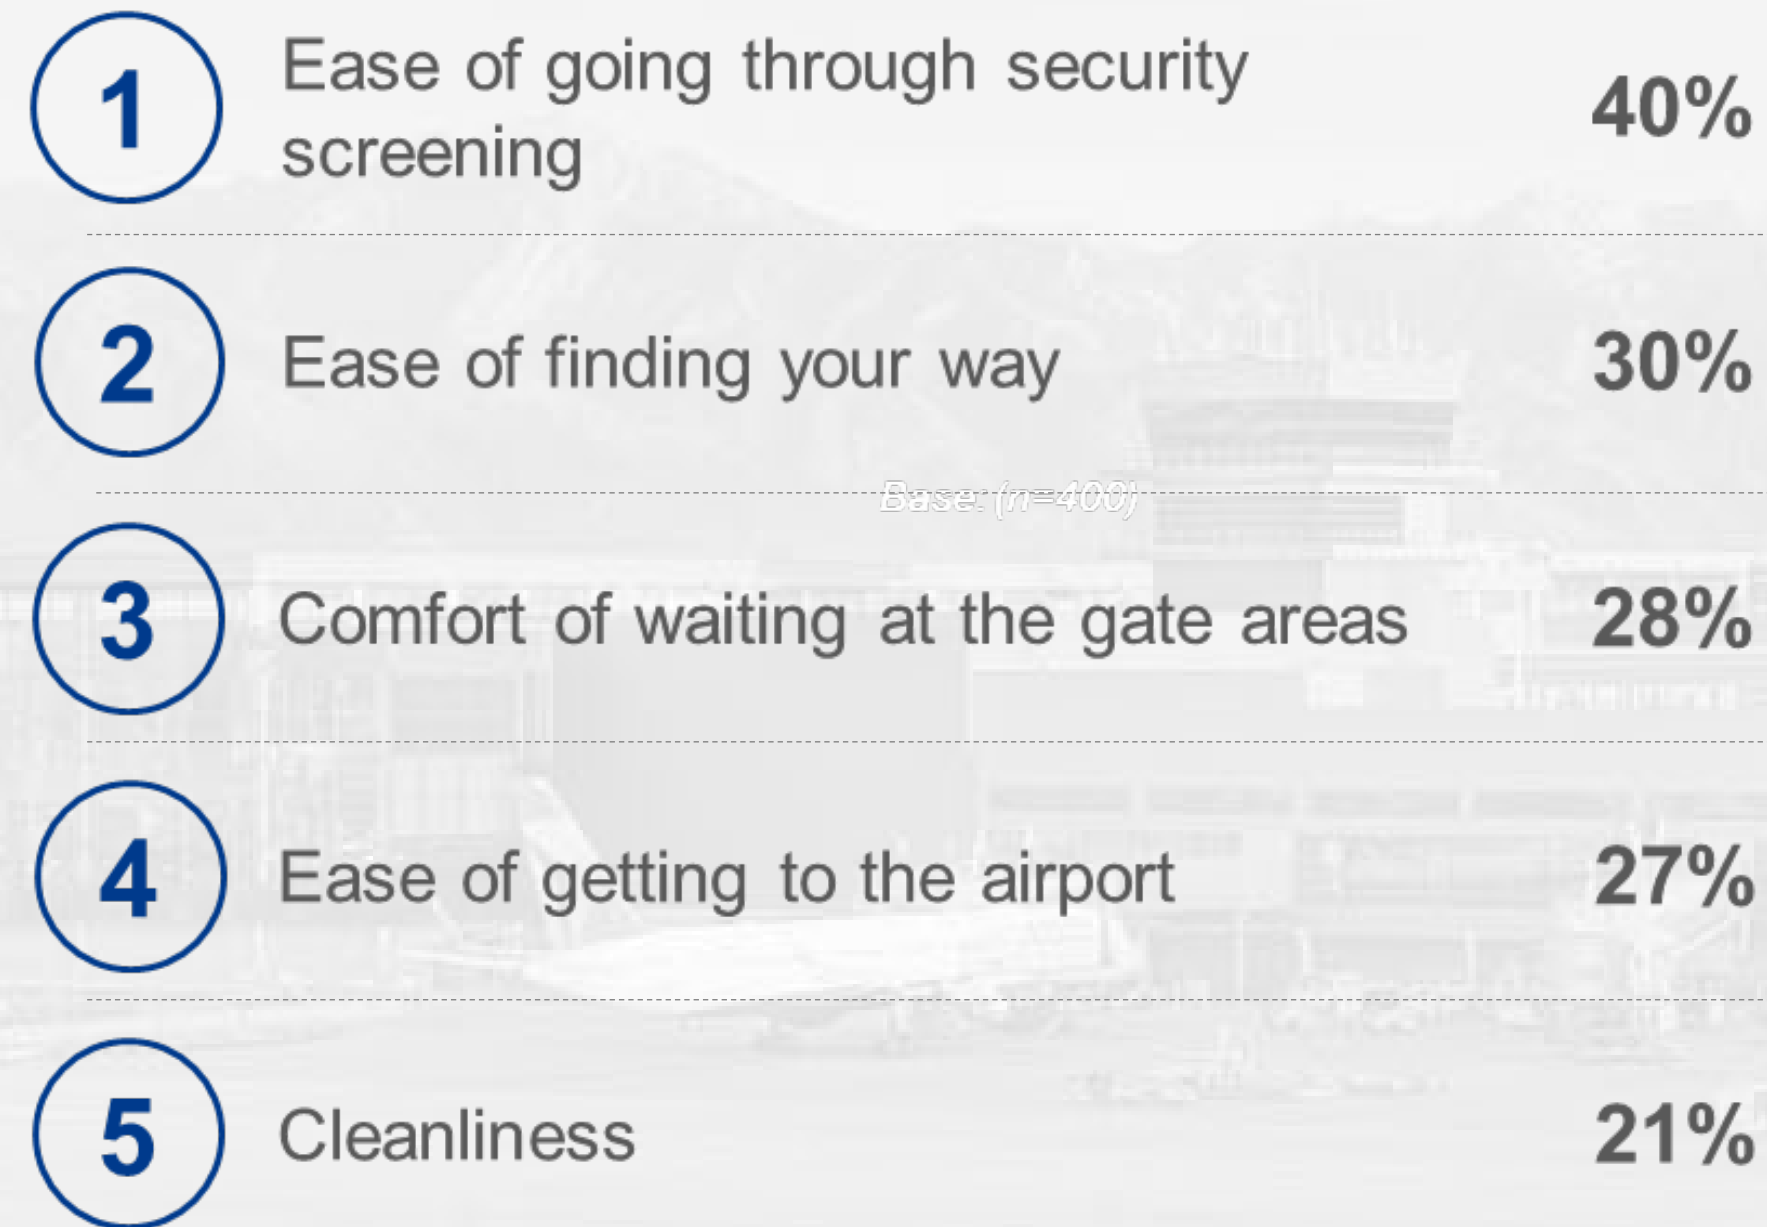 1
Ease of going through security
screening
40%
2
Ease of finding your way
30%
Base: (n=400)
3
Comfort of waiting at the gate areas
28%
4
Ease of getting to the airport
27%
5
Cleanliness
21%